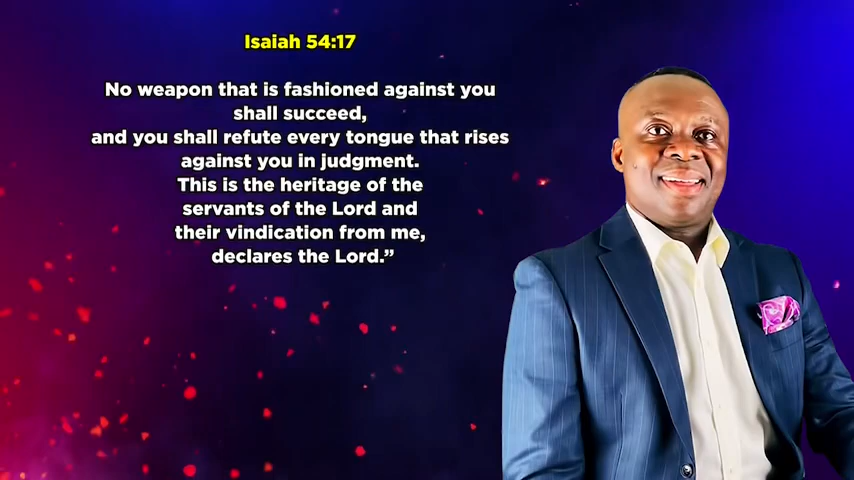 Isaiah 54:17
No weapon that is fashioned against you
shall succeed,
and you shall refute every tongue that rises
against you in judgment.
This is the heritage of the
servants of the Lord and
their vindication from me,
declares the Lord.”